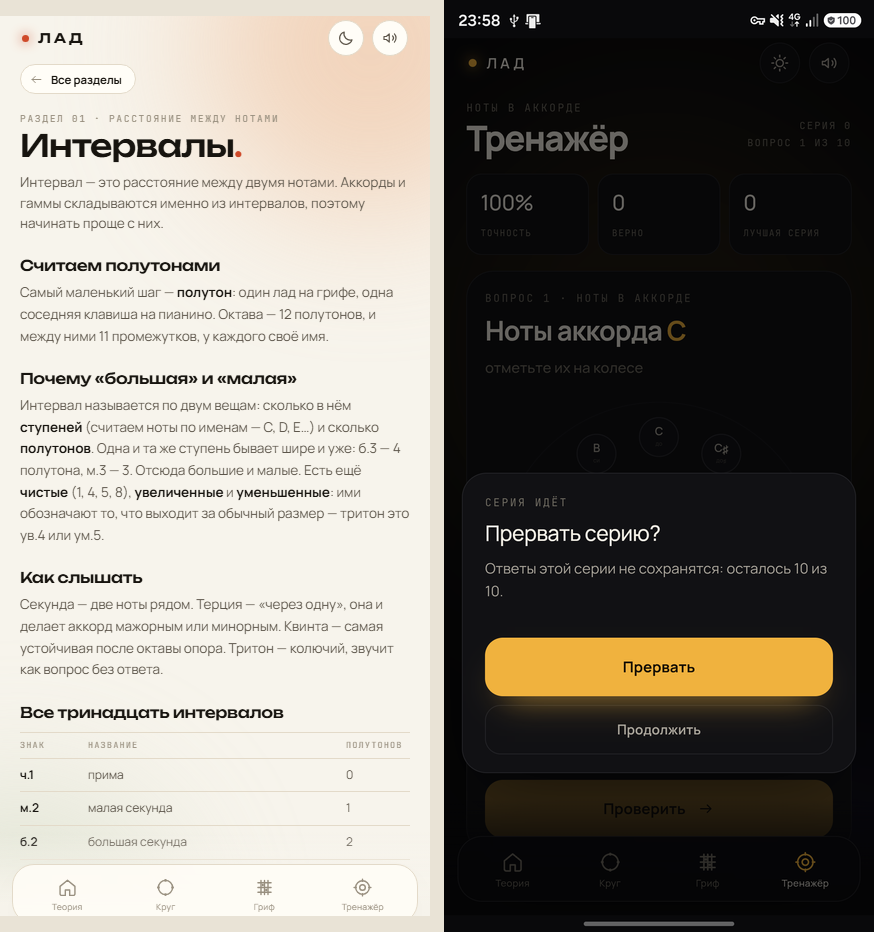 ЛАД
← Все разделы
РАЗДЕЛ 01 · РАССТОЯНИЕ МЕЖДУ НОТАМИ
Интервалы.
Интервал — это расстояние между двумя нотами. Аккорды и
гаммы складываются именно из интервалов, поэтому
начинать проще с них.
Считаем полутонами
Самый маленький шаг — полутон: один лад на грифе, одна
соседняя клавиша на пианино. Октава — 12 полутонов, и
между ними 11 промежутков, у каждого своё имя.
Почему «большая» и «малая»
Интервал называется по двум вещам: сколько в нём
ступеней (считаем ноты по именам — C, D, E…) и сколько
полутонов. Одна и та же ступень бывает шире и уже: б.3 — 4
полутона, м.3 — 3. Отсюда большие и малые. Есть ещё
чистые (1, 4, 5, 8), увеличенные и уменьшенные: ими
обозначают то, что выходит за обычный размер — тритон это
ув.4 или ум.5.
Как слышать
Секунда — две ноты рядом. Терция — «через одну», она и
делает аккорд мажорным или минорным. Квинта — самая
устойчивая после октавы опора. Тритон — колючий, звучит
как вопрос без ответа.
Все тринадцать интервалов
ЗНАК НАЗВАНИЕ ПОЛУТОНОВ
ч.1 прима 0
м.2 малая секунда 1
б.2 большая секунда 2
Теория Круг Гриф Тренажёр
23:58 4G 100
ЛАД
НОТЫ В АККОРДЕ
Тренажёр
СЕРИЯ 0
ВОПРОС 1 ИЗ 10
100% 0 0
ТОЧНОСТЬ ВЕРНО ЛУЧШАЯ СЕРИЯ
ВОПРОС 1 · НОТЫ В АККОРДЕ
Ноты аккорда C
отметьте их на колесе
B C C♯
СЕРИЯ ИДЁТ
Прервать серию?
Ответы этой серии не сохранятся: осталось 10 из
10.
Прервать
Продолжить
Проверить →
Теория Круг Гриф Тренажёр